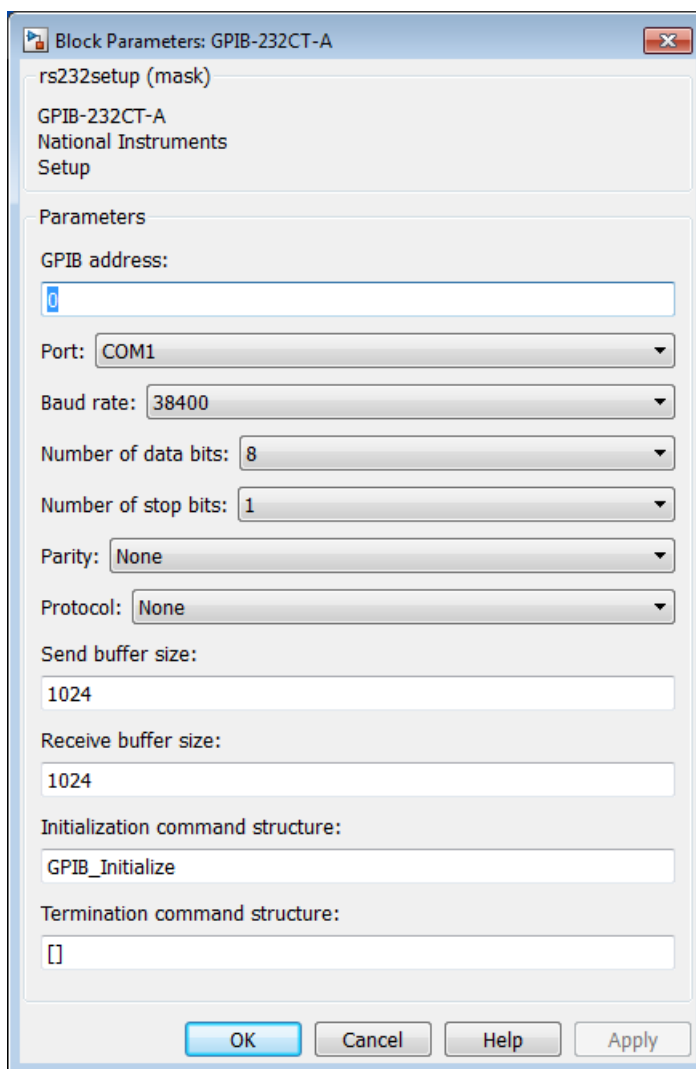 Block Parameters: GPIB-232CT-A
rs232setup (mask)
GPIB-232CT-A
National Instruments
Setup
Parameters
GPIB address:
0
Port: COM1
Baud rate: 38400
Number of data bits: 8
Number of stop bits: 1
Parity: None
Protocol: None
Send buffer size:
1024
Receive buffer size:
1024
Initialization command structure:
GPIB_Initialize
Termination command structure:
[]
OK Cancel Help Apply